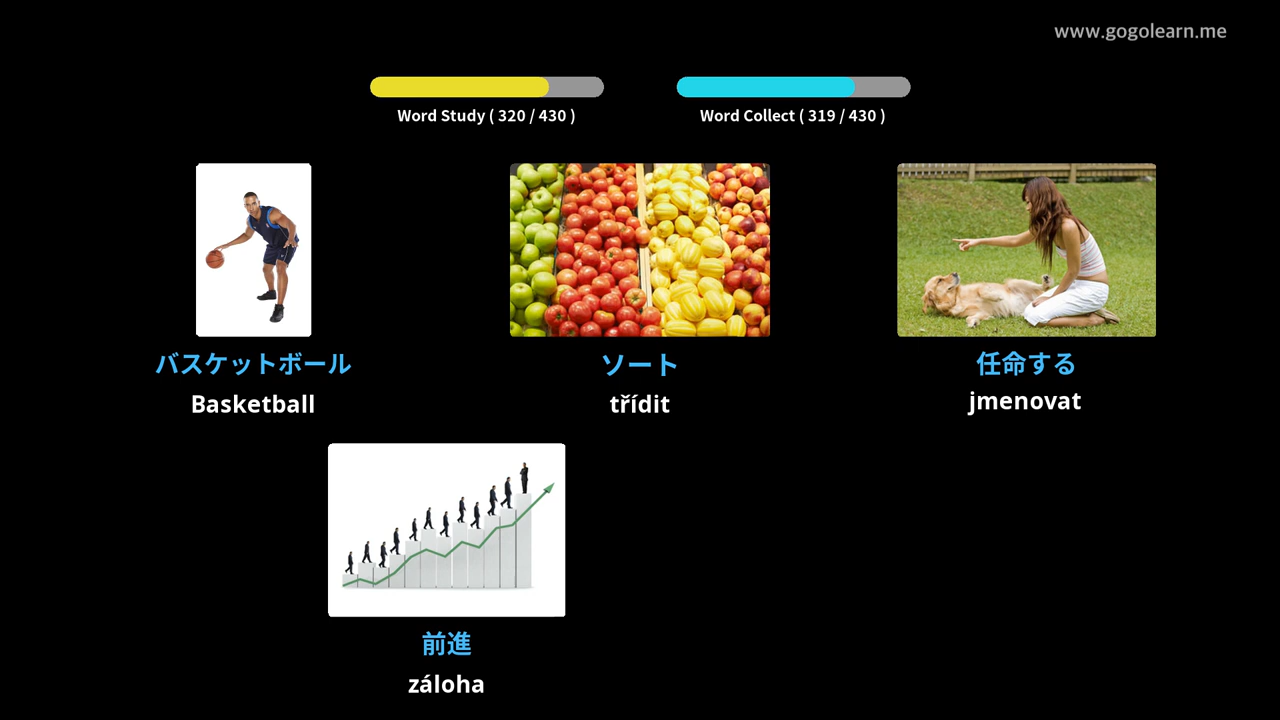 www.gogolearn.me
Word Study ( 320 / 430 )
Word Collect ( 319 / 430 )
バスケットボール
Basketball
ソート
třídit
任命する
jmenovat
前進
záloha